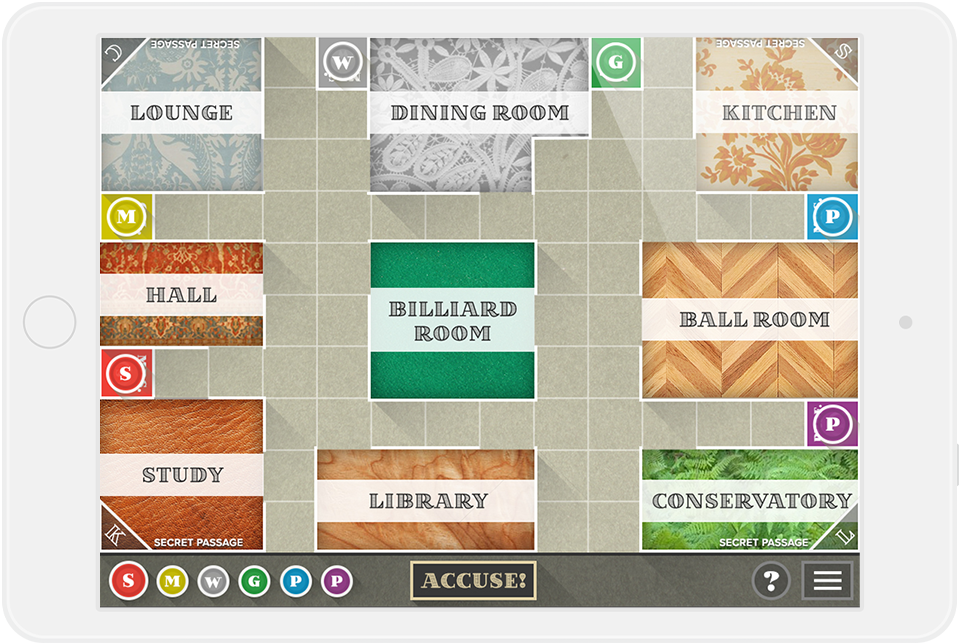 C
SECRET PASSAGE
W
G
SECRET PASSAGE
S
LOUNGE
DINING ROOM
KITCHEN
M
P
HALL
BILLIARD
ROOM
BALL ROOM
S
P
STUDY
LIBRARY
CONSERVATORY
K
SECRET PASSAGE
SECRET PASSAGE
L
S M W G P P
ACCUSE!
?